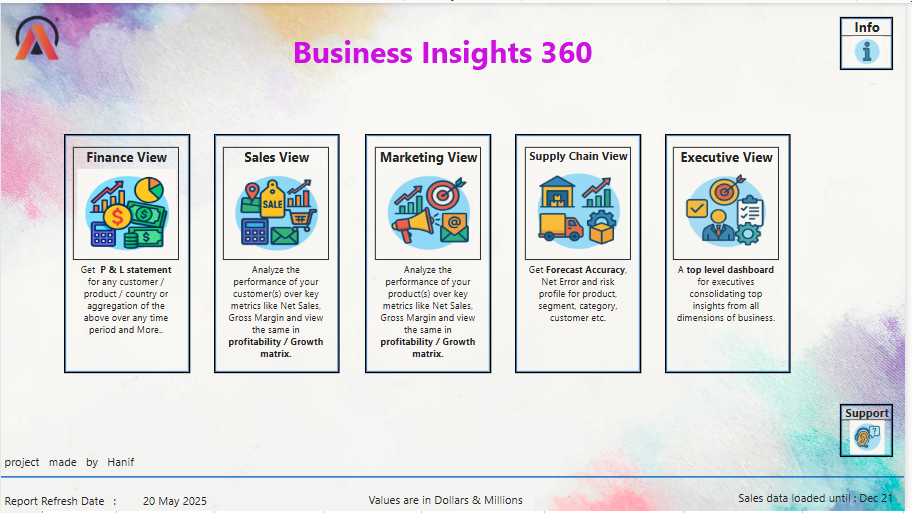 Business Insights 360
Info
Finance View
Get P & L statement
for any customer /
product / country or
aggregation of the
above over any time
period and More..
Sales View
SALE
Analyze the
performance of your
customer(s) over key
metrics like Net Sales.
Gross Margin and view
the same in
profitability / Growth
matrix.
Marketing View
Analyze the
performance of your
product(s) over key
metrics like Net Sales.
Gross Margin and view
the same in
profitability / Growth
matrix.
Supply Chain View
Get Forecast Accuracy,
Net Error and risk
profile for product,
segment, category,
customer etc.
Executive View
A top level dashboard
for executives
consolidating top
insights from all
dimensions of business.
Support
project made by Hanif
Report Refresh Date : 20 May 2025
Values are in Dollars & Millions
Sales data loaded until : Dec 21